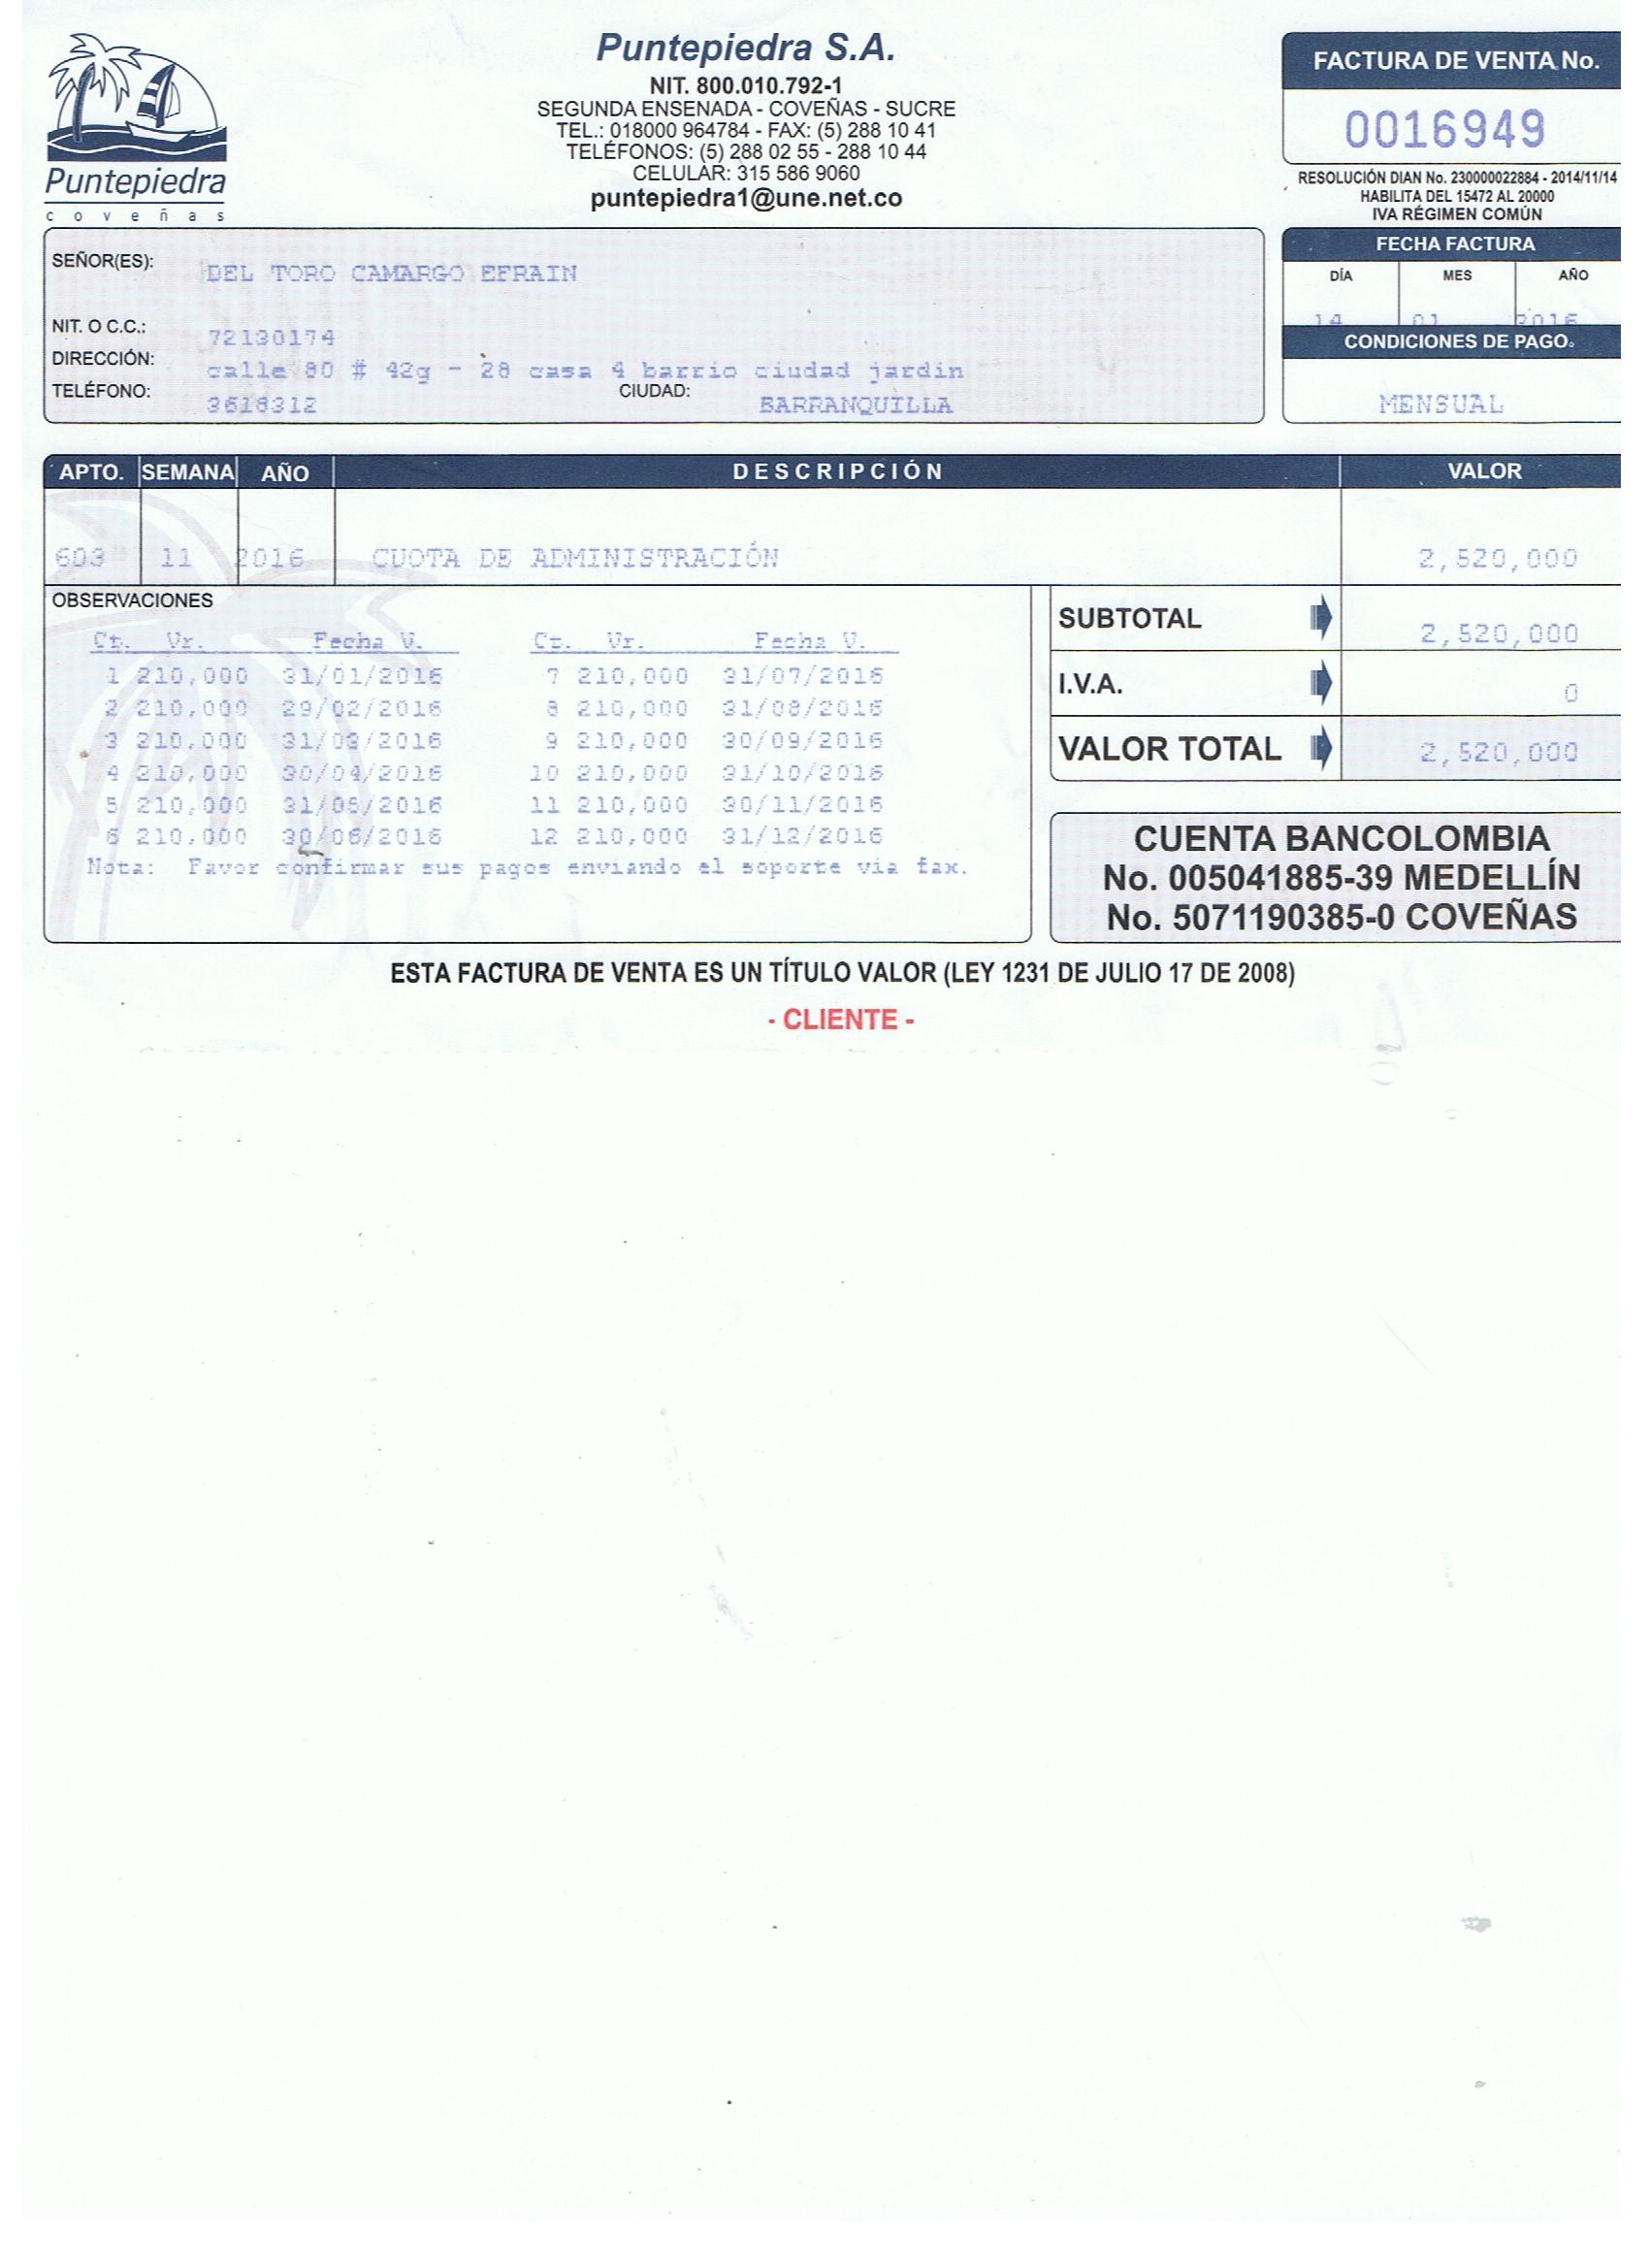 Puntepiedra
coveñas
Puntepiedra S.A.
NIT. 800.010.792-1
SEGUNDA ENSENADA - COVEÑAS - SUCRE
TEL.: 018000 964784 - FAX: (5) 288 10 41
TELÉFONOS: (5) 288 02 55 - 288 10 44
CELULAR: 315 586 9060
puntepiedra1@une.net.co
FACTURA DE VENTA No.
0016949
RESOLUCIÓN DIAN No. 230000022884 - 2014/11/14
HABILITA DEL 15472 AL 20000
IVA RÉGIMEN COMÚN
SEÑOR(ES): DEL TORO CAMARGO EFRAIN
NIT. O C.C.: 72130174
DIRECCIÓN: calle 80 # 42g - 28 casa 4 barrio ciudad jardin
TELÉFONO: 3618312 CIUDAD: BARRANQUILLA
FECHA FACTURA
DÍA MES AÑO
14 01 2016
CONDICIONES DE PAGO.
MENSUAL
APTO. SEMANA AÑO DESCRIPCIÓN VALOR
603 11 2016 CUOTA DE ADMINISTRACIÓN 2,520,000
OBSERVACIONES
Ct. Vr. Fecha V. Ct. Vr. Fecha V.
1 210,000 31/01/2016 7 210,000 31/07/2016
2 210,000 29/02/2016 8 210,000 31/08/2016
3 210,000 31/03/2016 9 210,000 30/09/2016
4 210,000 30/04/2016 10 210,000 31/10/2016
5 210,000 31/05/2016 11 210,000 30/11/2016
6 210,000 30/06/2016 12 210,000 31/12/2016
Nota: Favor confirmar sus pagos enviando el soporte via fax.
SUBTOTAL 2,520,000
I.V.A. 0
VALOR TOTAL 2,520,000
CUENTA BANCOLOMBIA
No. 005041885-39 MEDELLÍN
No. 5071190385-0 COVEÑAS
ESTA FACTURA DE VENTA ES UN TÍTULO VALOR (LEY 1231 DE JULIO 17 DE 2008)
- CLIENTE -